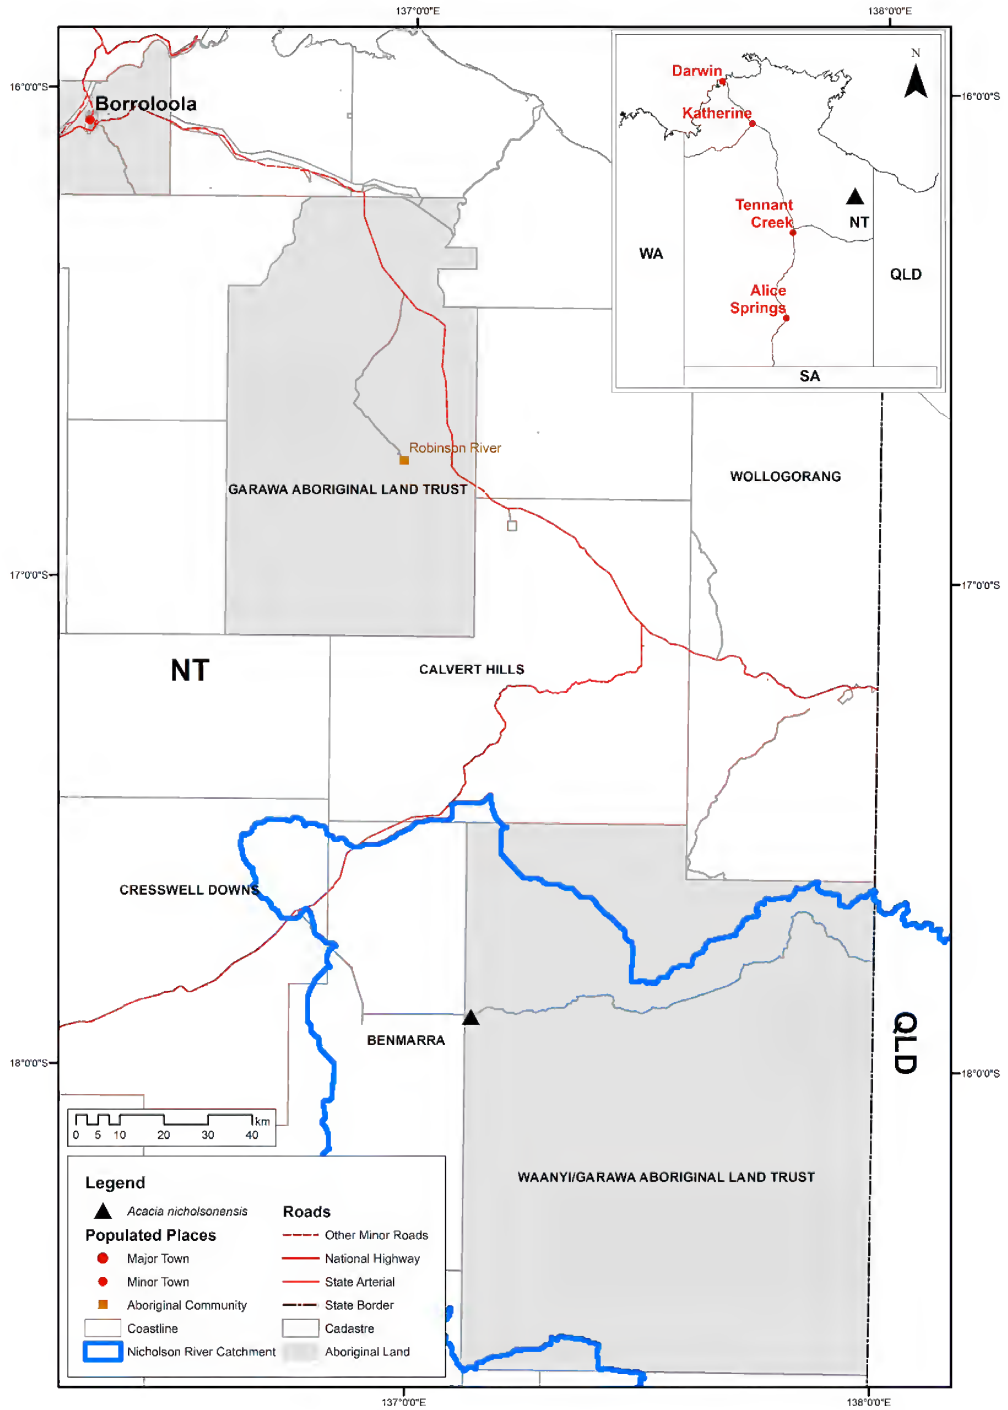 137°0'0"E
138°0'0"E
16°0'0"S
16°0'0"S
Borroloola
N
Darwin
Katherine
Tennant
Creek
NT
WA
QLD
Alice
Springs
SA
Robinson River
GARAWA ABORIGINAL LAND TRUST
WOLLOGORANG
17°0'0"S
17°0'0"S
NT
CALVERT HILLS
CRESSWELL DOWNS
BENMARRA
QLD
18°0'0"S
18°0'0"S
km
0 5 10 20 30 40
WAANYI/GARAWA ABORIGINAL LAND TRUST
Legend
Acacia nicholsonensis
Populated Places
Major Town
Minor Town
Aboriginal Community
Coastline
Nicholson River Catchment
Roads
Other Minor Roads
National Highway
State Arterial
State Border
Cadastre
Aboriginal Land
137°0'0"E
138°0'0"E